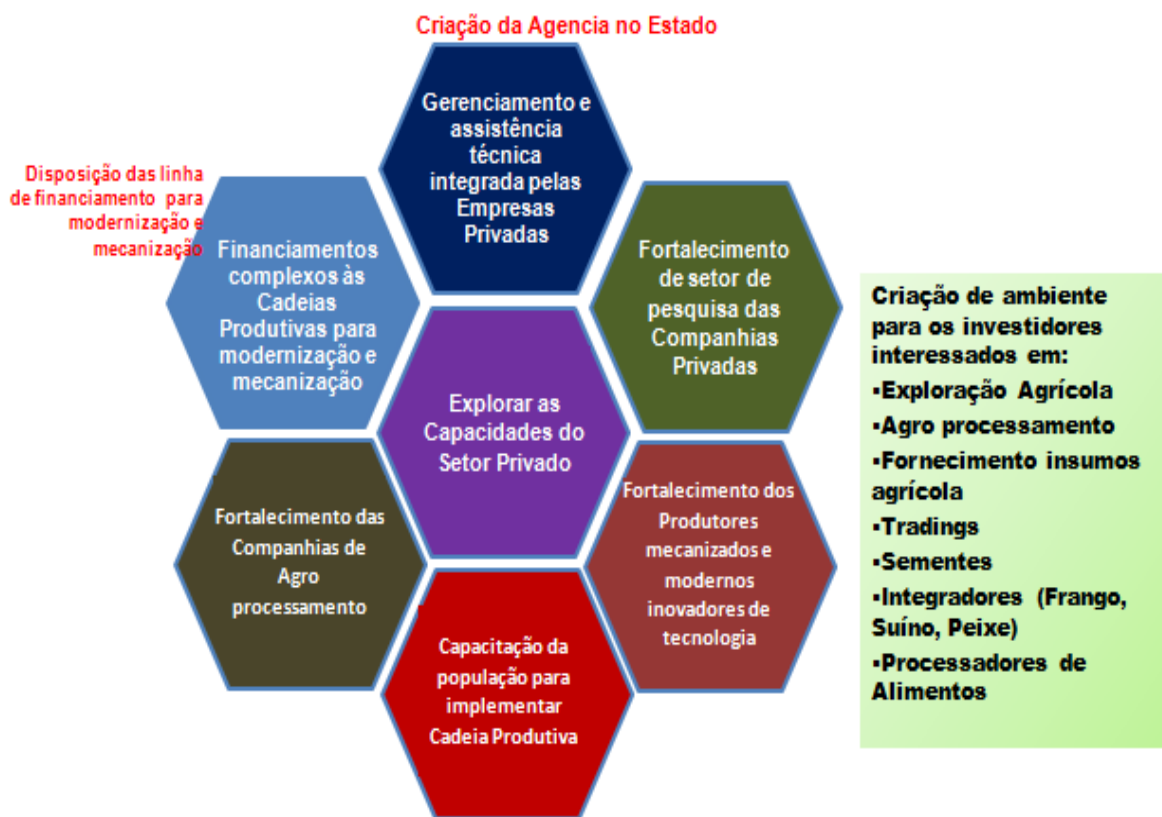 Criação da Agencia no Estado
Gerenciamento e
assistência
técnica
integrada pelas
Empresas
Privadas
Disposição das linha
de financiamento para
modernização e
mecanização
Financiamentos
complexos às
Cadeias
Produtivas para
modernização e
mecanização
Fortalecimento
de setor de
pesquisa das
Companhias
Privadas
Explorar as
Capacidades do
Setor Privado
Fortalecimento das
Companhias de
Agro
processamento
Fortalecimento dos
Produtores
mecanizados e
modernos
inovadores de
tecnologia
Capacitação da
população para
implementar
Cadeia Produtiva
Criação de ambiente
para os investidores
interessados em:
▪Exploração Agrícola
▪Agro processamento
▪Fornecimento insumos
agrícola
▪Tradings
▪Sementes
▪Integradores (Frango,
Suíno, Peixe)
▪Processadores de
Alimentos